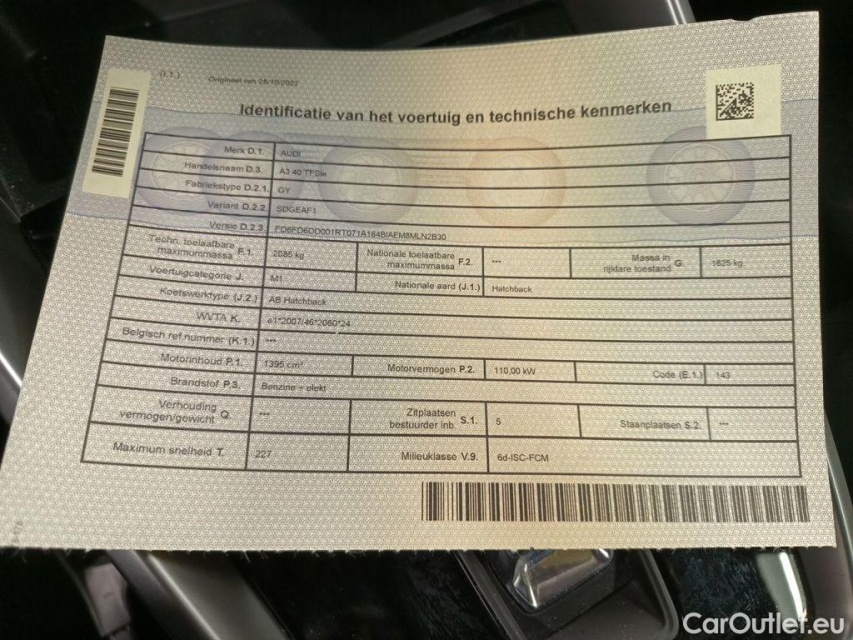 (I.1.) Origineel van 28/10/2022
Identificatie van het voertuig en technische kenmerken
Merk D.1. AUDI
Handelsnaam D.3. A3 40 TFSIe
Fabriekstype D.2.1. GY
Variant D.2.2. SDGEAF1
Versie D.2.3. FD6FD6DD001RT071A164BIAEM8MLN2B30
Techn. toelaatbare maximummassa F.1. 2085 kg Nationale toelaatbare maximummassa F.2. --- Massa in rijklare toestand G. 1625 kg
Voertuigcategorie J. M1 Nationale aard (J.1.) Hatchback
Koetswerktype (J.2.) AB Hatchback
WVTA K. e1*2007/46*2060*24
Belgisch ref.nummer (K.1.) ---
Motorinhoud P.1. 1395 cm³ Motorvermogen P.2. 110,00 kW Code (E.1.) 143
Brandstof P.3. Benzine + elekt
Verhouding vermogen/gewicht Q. --- Zitplaatsen bestuurder inb. S.1. 5 Staanplaatsen S.2. ---
Maximum snelheid T. 227 Milieuklasse V.9. 6d-ISC-FCM
CarOutlet.eu